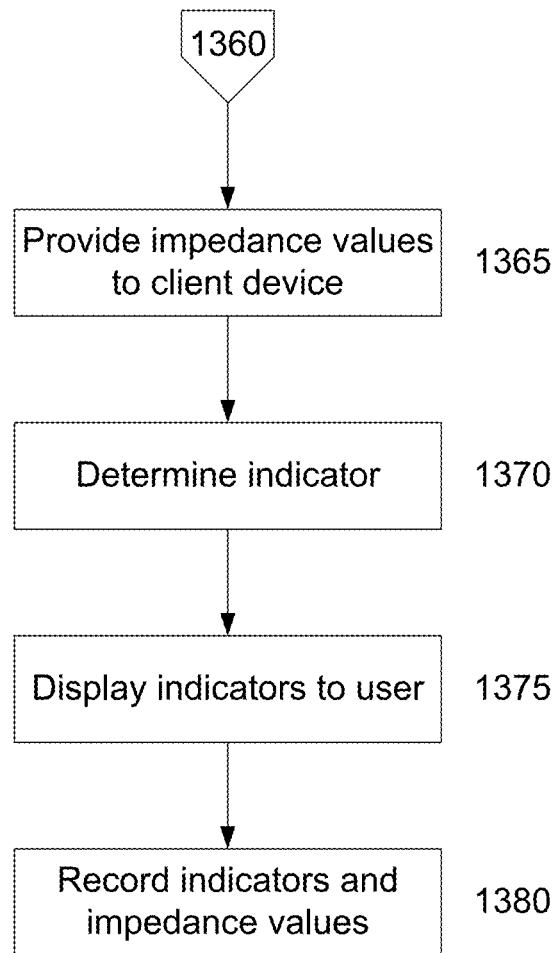 1360
Provide impedance values
to client device
1365
Determine indicator
1370
Display indicators to user
1375
Record indicators and
impedance values
1380